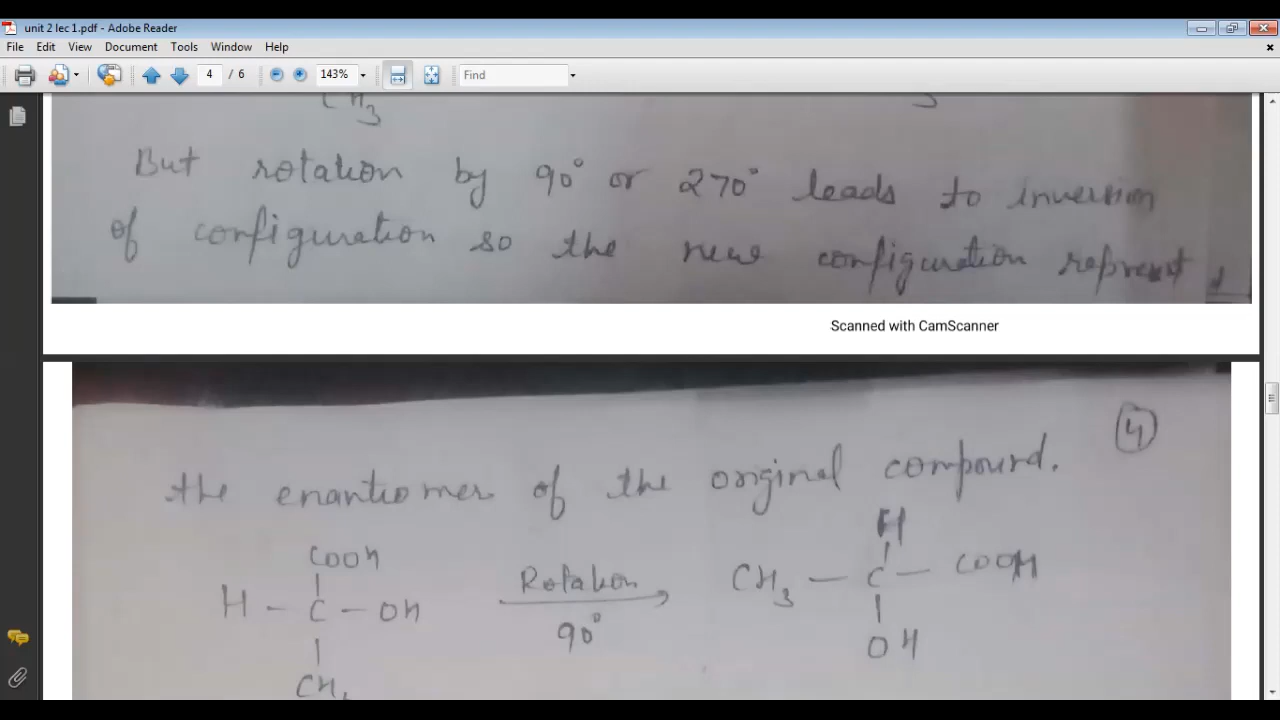 unit 2 lec 1.pdf - Adobe Reader
File Edit View Document Tools Window Help
4 / 6 143% Find
CH3 3
But rotation by 90° or 270° leads to inversion
of configuration so the new configuration represent
Scanned with CamScanner
4
the enantiomer of the original compound.
COOH
H - C - OH
CH3
Rotation
90°
H
CH3 - C - COOH
OH